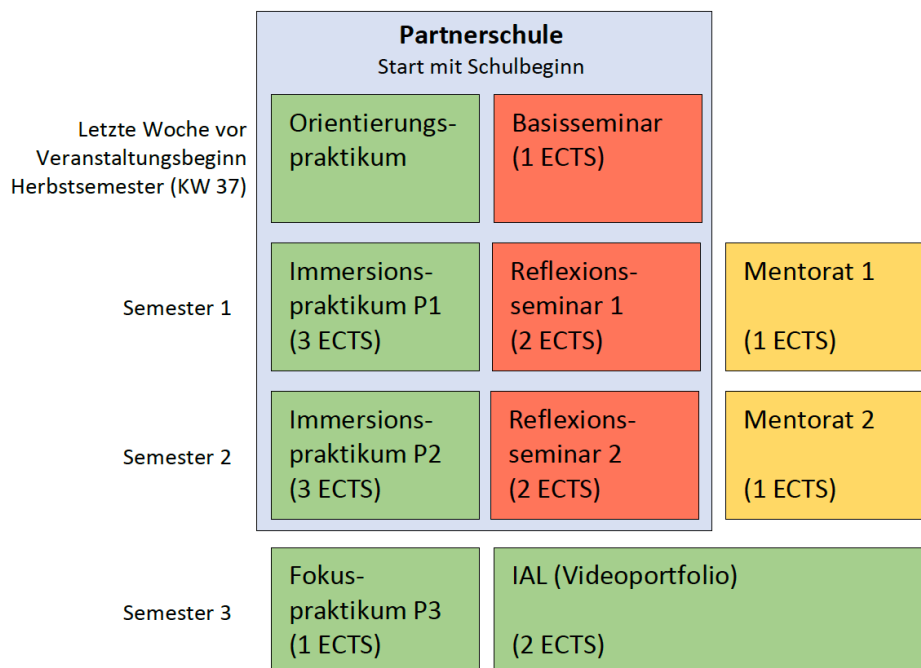 Partnerschule
Start mit Schulbeginn
Letzte Woche vor
Veranstaltungsbeginn
Herbstsemester (KW 37)
Orientierungs-
praktikum
Basisseminar
(1 ECTS)
Semester 1
Immersions-
praktikum P1
(3 ECTS)
Reflexions-
seminar 1
(2 ECTS)
Mentorat 1
(1 ECTS)
Semester 2
Immersions-
praktikum P2
(3 ECTS)
Reflexions-
seminar 2
(2 ECTS)
Mentorat 2
(1 ECTS)
Semester 3
Fokus-
praktikum P3
(1 ECTS)
IAL (Videoportfolio)
(2 ECTS)